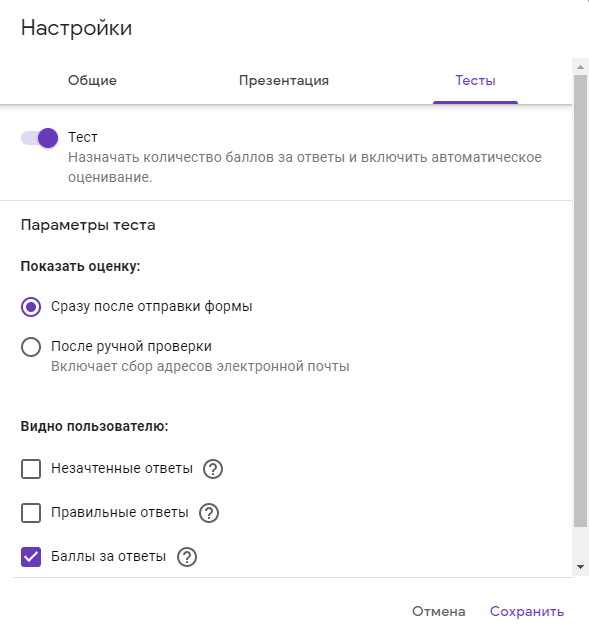 Настройки
Общие Презентация Тесты
Тест
Назначать количество баллов за ответы и включить автоматическое
оценивание.
Параметры теста
Показать оценку:
Сразу после отправки формы
После ручной проверки
Включает сбор адресов электронной почты
Видно пользователю:
Незачтенные ответы ?
Правильные ответы ?
Баллы за ответы ?
Отмена Сохранить